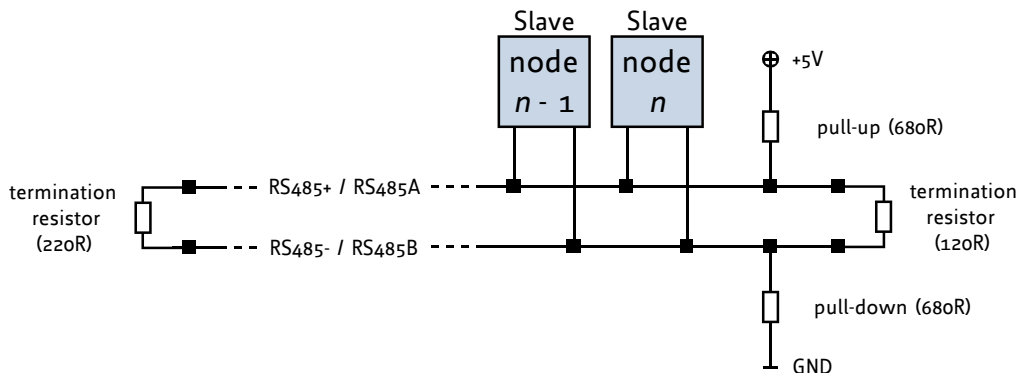 Slave
Slave
node
n - 1
node
n
+5V
pull-up (680R)
termination
resistor
(220R)
RS485+ / RS485A
termination
resistor
(120R)
RS485- / RS485B
pull-down (680R)
GND